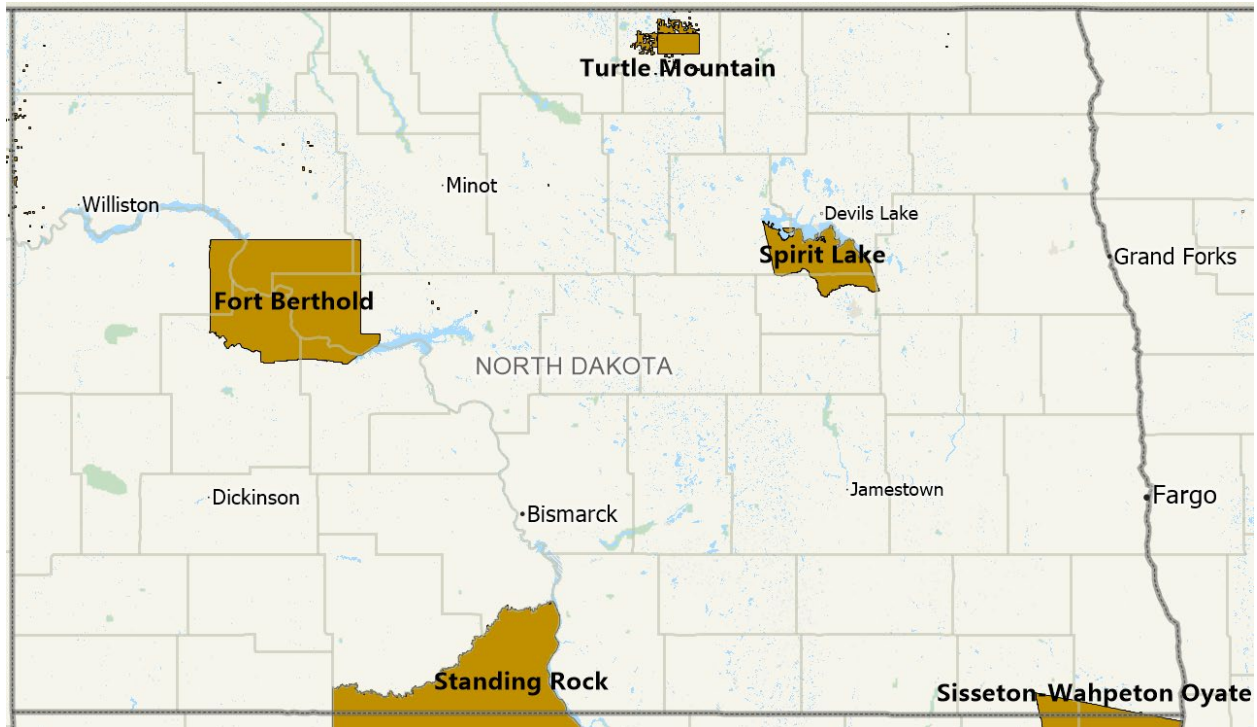 Turtle Mountain
Minot
Williston
Devils Lake
Spirit Lake
Grand Forks
Fort Berthold
NORTH DAKOTA
Dickinson
Jamestown
Fargo
Bismarck
Standing Rock
Sisseton-Wahpeton Oyate